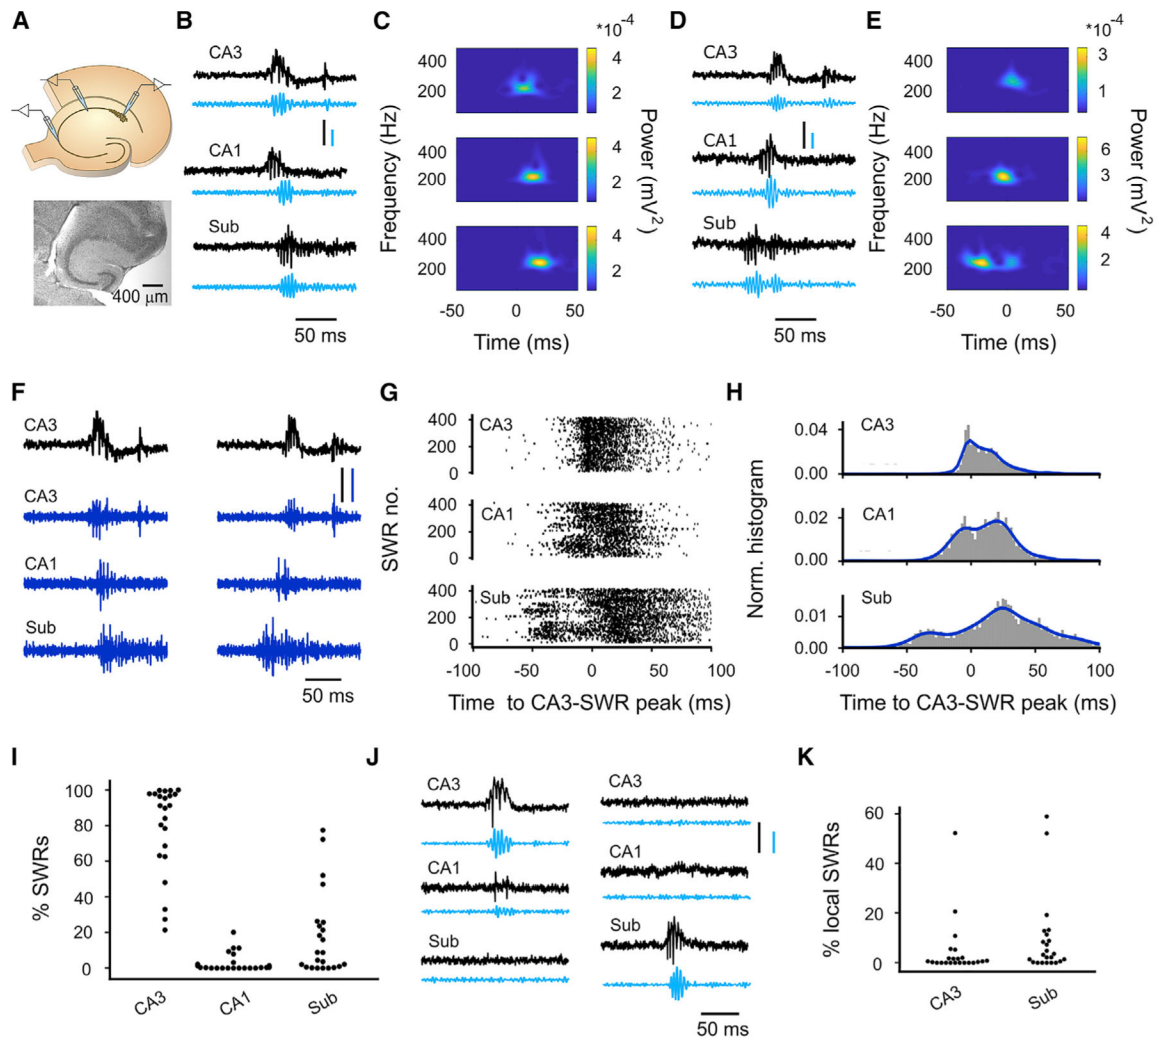 A
400 µm
B
CA3
CA1
Sub
50 ms
C
*10-4
400
200
4
2
400
200
4
2
400
200
4
2
Frequency (Hz)
Power (mV2)
-50
0
50
Time (ms)
D
CA3
CA1
Sub
50 ms
E
*10-4
400
200
3
1
400
200
6
3
400
200
4
2
Frequency (Hz)
Power (mV2)
-50
0
50
Time (ms)
F
CA3
CA3
CA1
Sub
50 ms
G
CA3
400
200
0
CA1
400
200
0
Sub
400
200
0
SWR no.
-100
-50
0
50
100
Time to CA3-SWR peak (ms)
H
CA3
0.04
0.00
CA1
0.02
0.00
Sub
0.01
0.00
Norm. histogram
-100
-50
0
50
100
Time to CA3-SWR peak (ms)
I
100
80
60
40
20
0
% SWRs
CA3
CA1
Sub
J
CA3
CA1
Sub
CA3
CA1
Sub
50 ms
K
60
40
20
0
% local SWRs
CA3
Sub